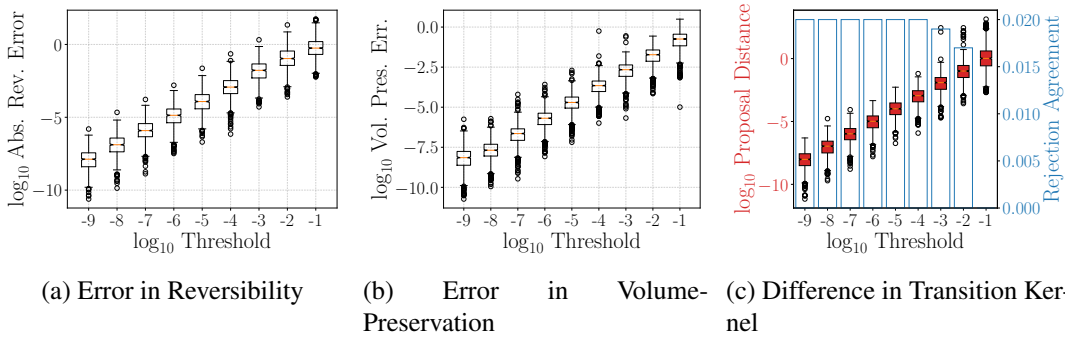 0
−5
−10
log₁₀ Abs. Rev. Error
-9 -8 -7 -6 -5 -4 -3 -2 -1
log₁₀ Threshold
(a) Error in Reversibility
0.0
−2.5
−5.0
−7.5
−10.0
log₁₀ Vol. Pres. Err.
-9 -8 -7 -6 -5 -4 -3 -2 -1
log₁₀ Threshold
(b) Error in Volume-
Preservation
0
−5
−10
log₁₀ Proposal Distance
0.020
0.015
0.010
0.005
0.000
Rejection Agreement
-9 -8 -7 -6 -5 -4 -3 -2 -1
log₁₀ Threshold
(c) Difference in Transition Ker-
nel